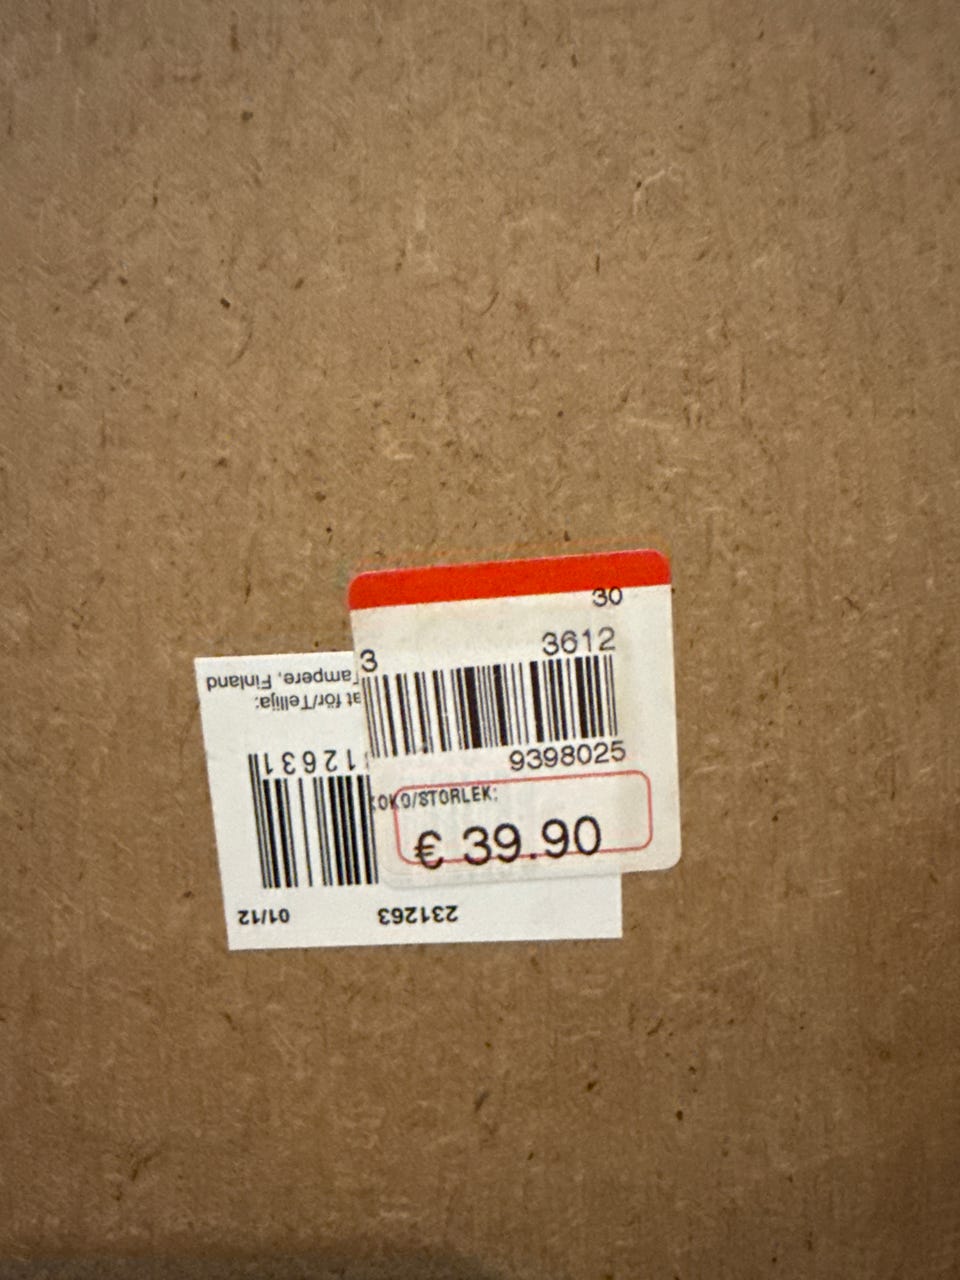 30
3 3612
9398025
KOKO/STORLEK:
€ 39.90
231263 01/12
12631
at för/Tellija:
Tampere, Finland